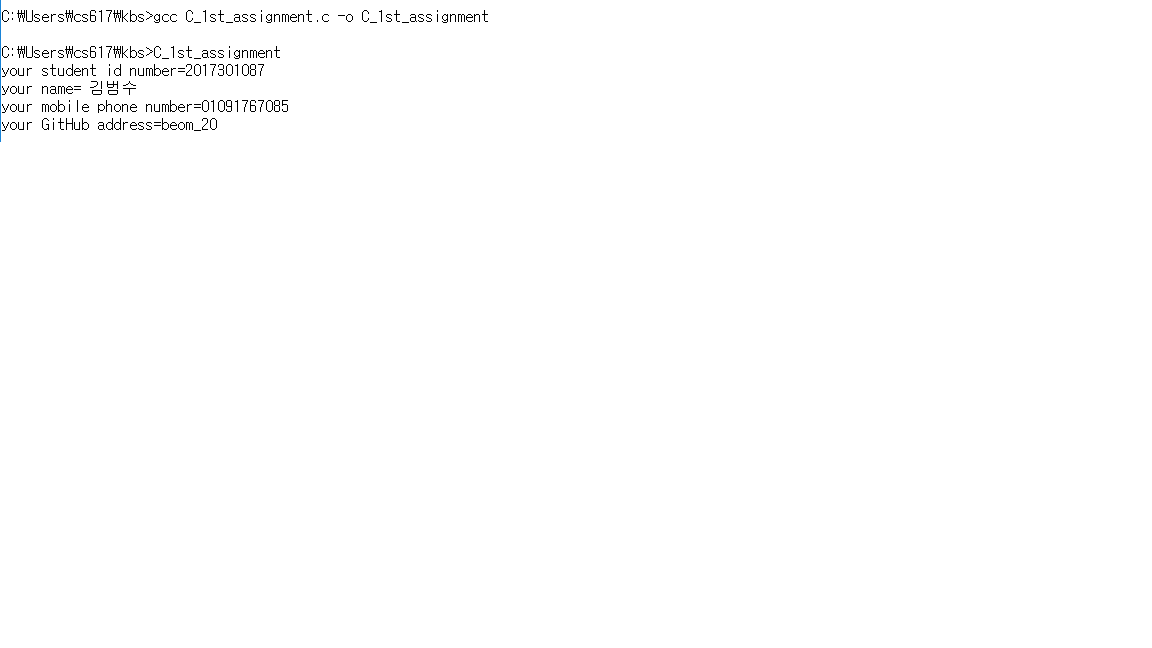 C:₩Users₩cs617₩kbs>gcc C_1st_assignment.c -o C_1st_assignment
C:₩Users₩cs617₩kbs>C_1st_assignment
your student id number=2017301087
your name= 김범수
your mobile phone number=01091767085
your GitHub address=beom_20